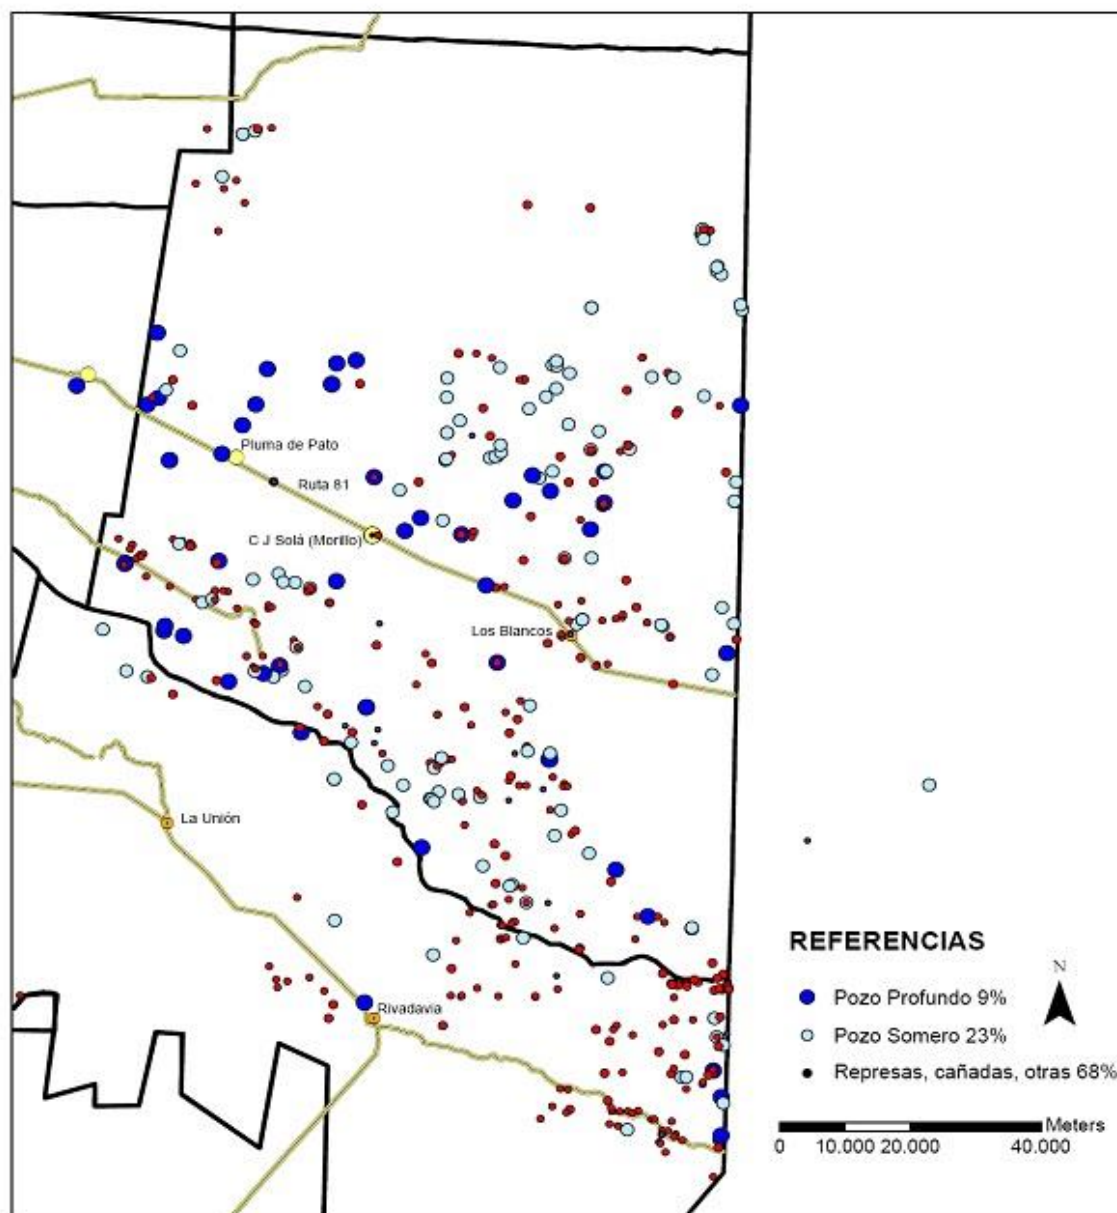 Pluma de Pato
Ruta 81
C J Solá (Morillo)
Los Blancos
La Unión
Rivadavia
REFERENCIAS
N
Pozo Profundo 9%
Pozo Somero 23%
Represas, cañadas, otras 68%
Meters
0 10.000 20.000 40.000